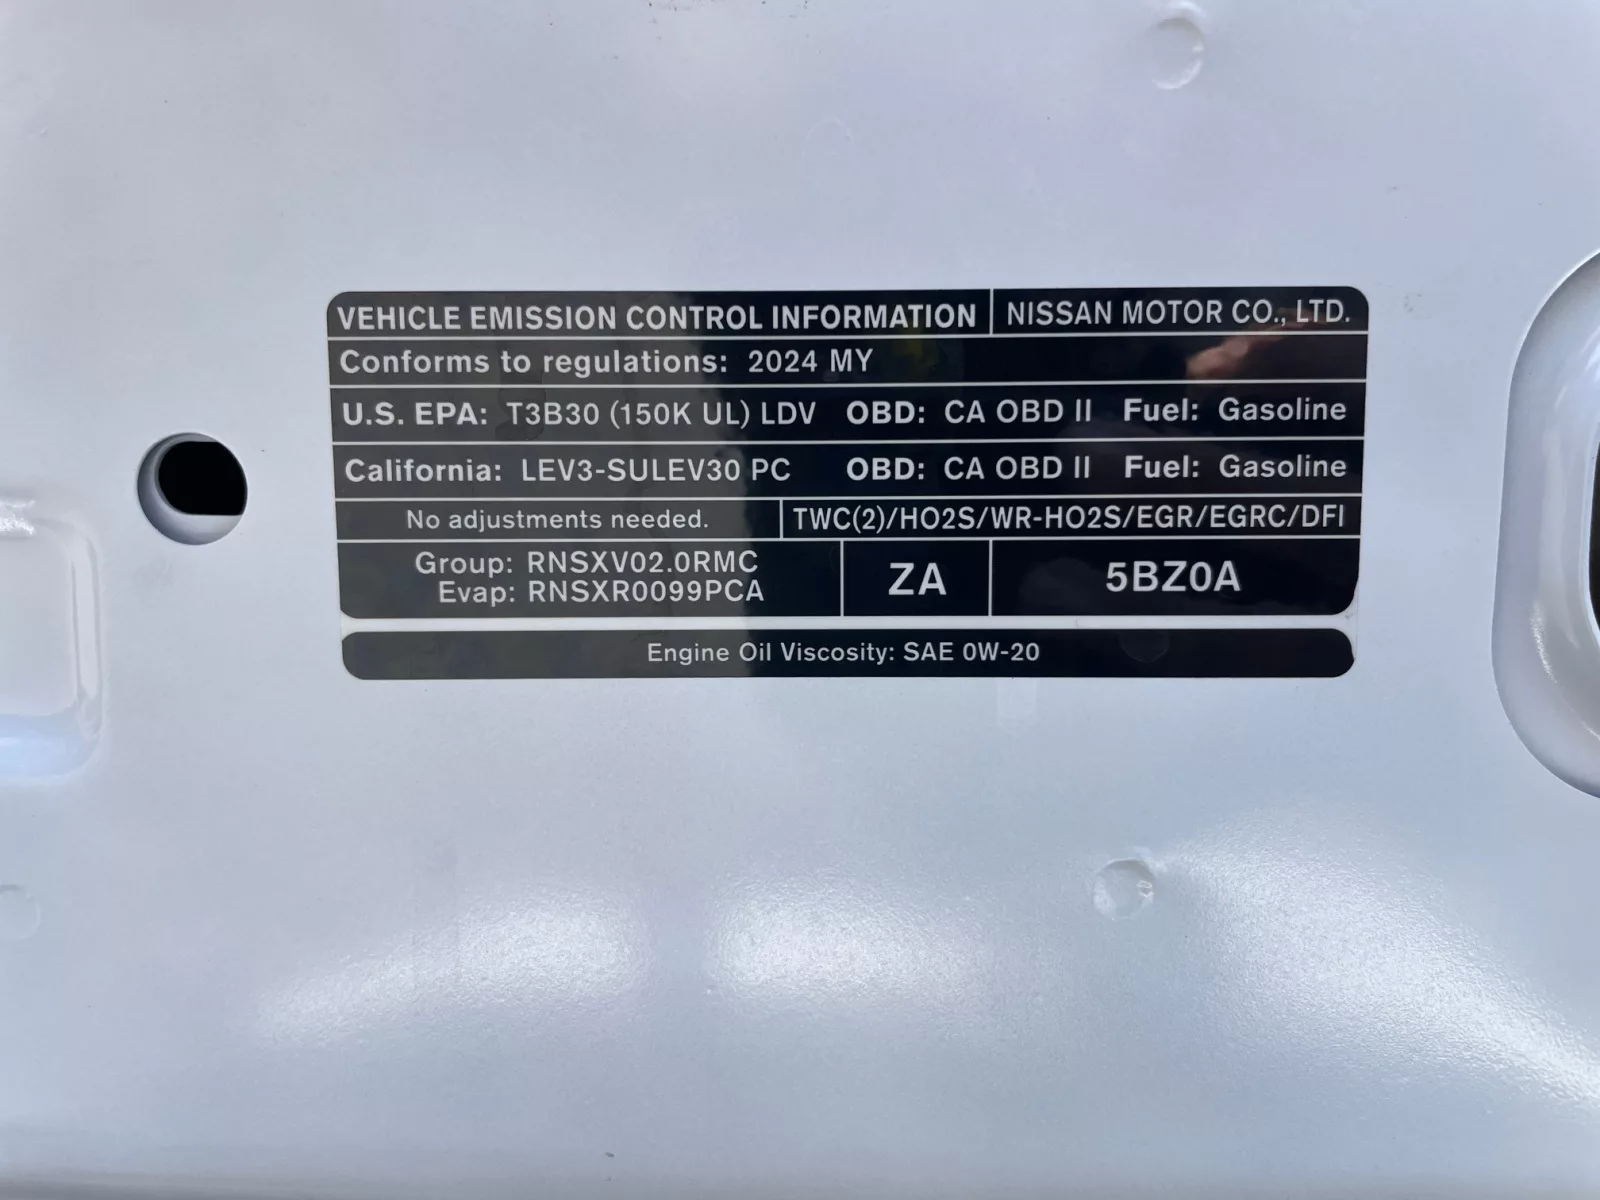 VEHICLE EMISSION CONTROL INFORMATION NISSAN MOTOR CO., LTD.
Conforms to regulations: 2024 MY
U.S. EPA: T3B30 (150K UL) LDV OBD: CA OBD II Fuel: Gasoline
California: LEV3-SULEV30 PC OBD: CA OBD II Fuel: Gasoline
No adjustments needed. TWC(2)/HO2S/WR-HO2S/EGR/EGRC/DFI
Group: RNSXV02.0RMC
Evap: RNSXR0099PCA
ZA
5BZ0A
Engine Oil Viscosity: SAE 0W-20